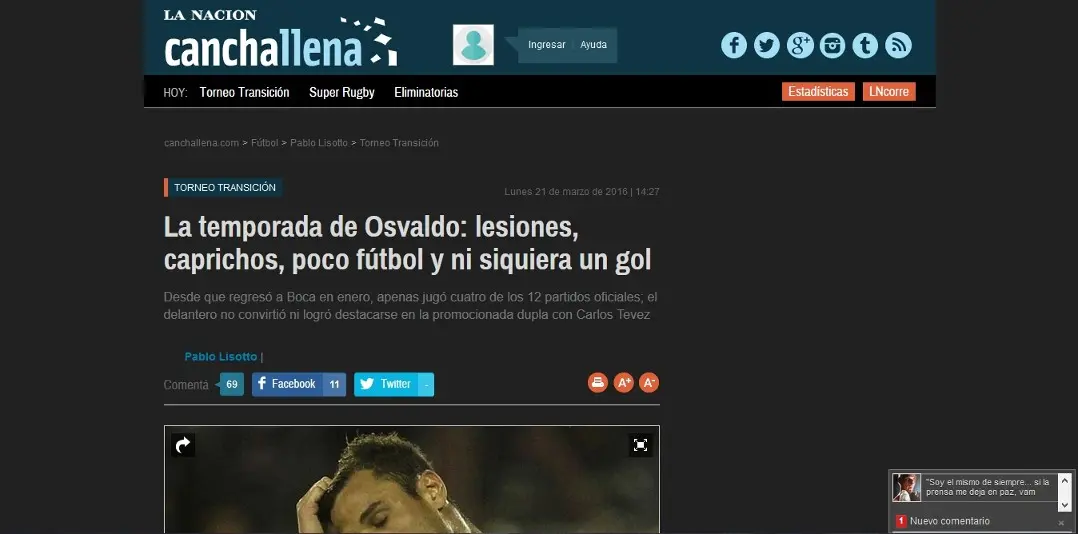 LA NACION
canchallena
Ingresar Ayuda
HOY: Torneo Transición Super Rugby Eliminatorias
Estadísticas LNcorre
canchallena.com > Fútbol > Pablo Lisotto > Torneo Transición
TORNEO TRANSICIÓN
Lunes 21 de marzo de 2016 | 14:27
La temporada de Osvaldo: lesiones,
caprichos, poco fútbol y ni siquiera un gol
Desde que regresó a Boca en enero, apenas jugó cuatro de los 12 partidos oficiales; el
delantero no convirtió ni logró destacarse en la promocionada dupla con Carlos Tevez
Pablo Lisotto |
Comentá 69 Facebook 11 Twitter -
A+ A-
"Soy el mismo de siempre... si la
prensa me deja en paz, vam
1 Nuevo comentario ×